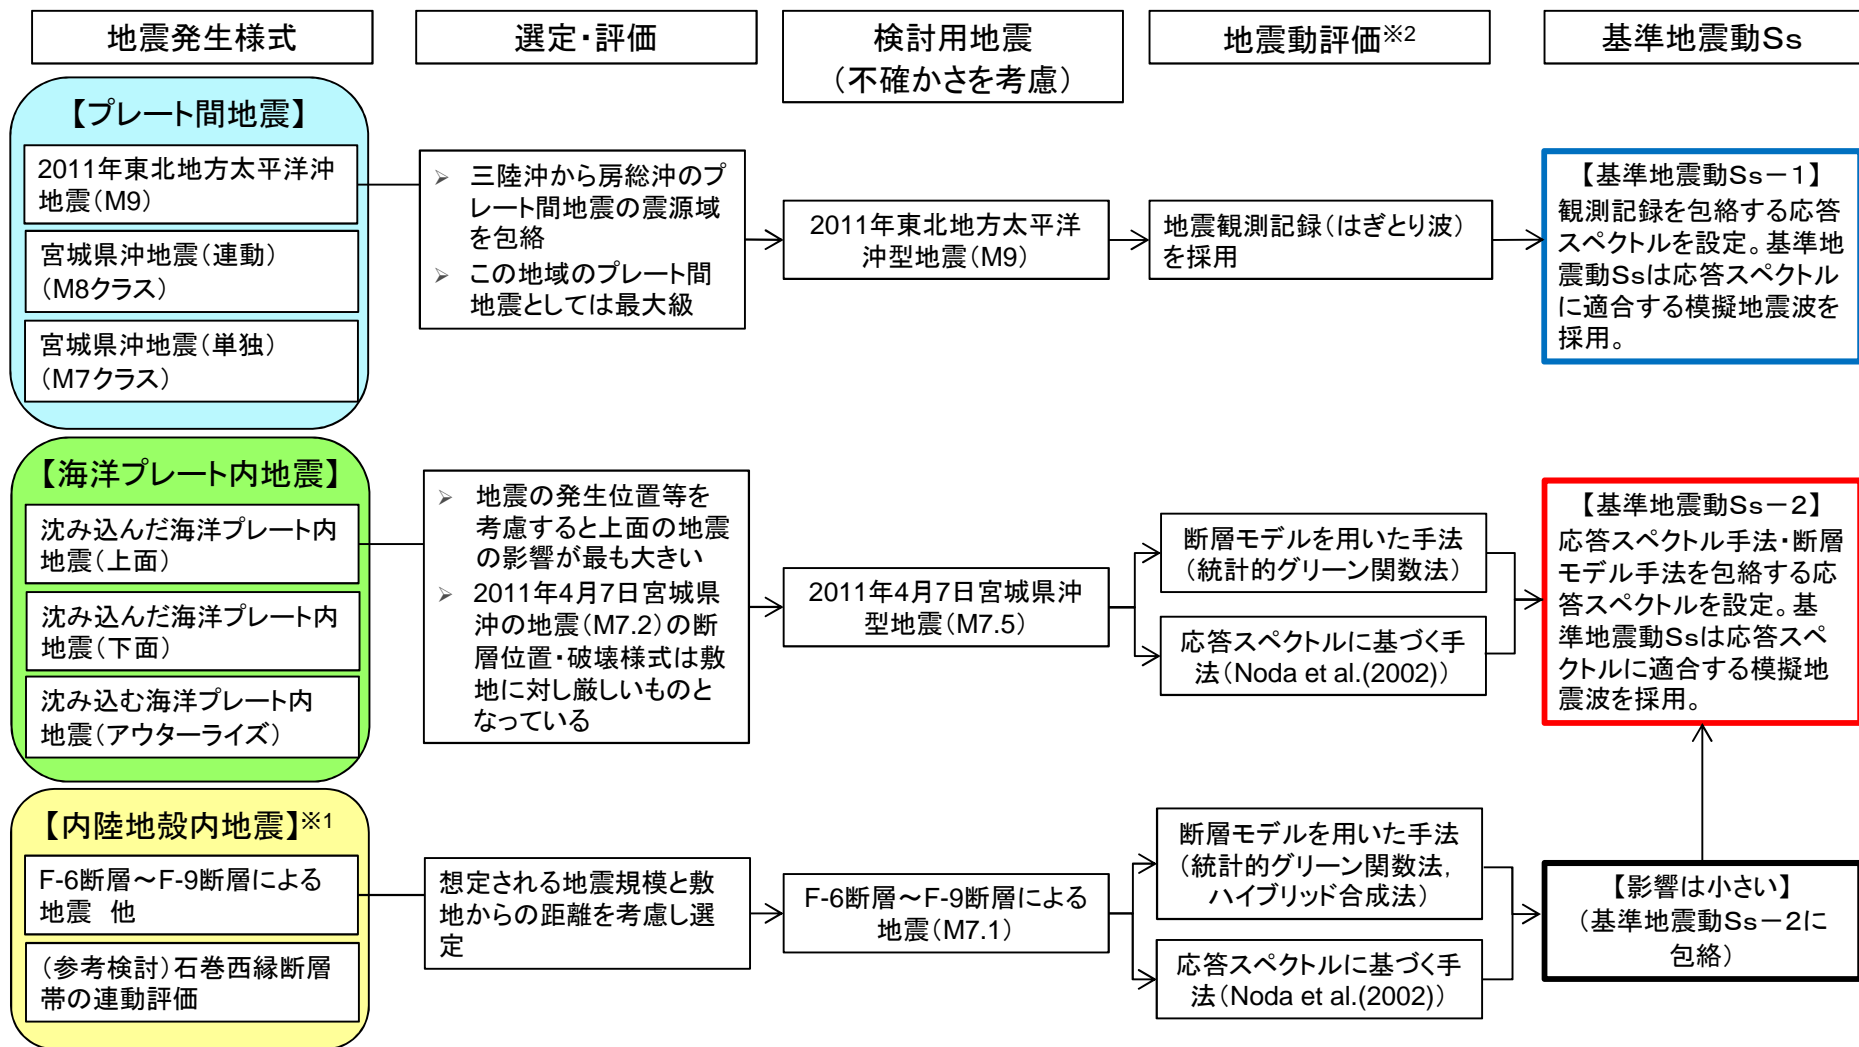 地震発生様式
選定・評価
検討用地震
（不確かさを考慮）
地震動評価※2
基準地震動Ss
【プレート間地震】
2011年東北地方太平洋沖
地震（M9）
宮城県沖地震（連動）
（M8クラス）
宮城県沖地震（単独）
（M7クラス）
➢ 三陸沖から房総沖のプ
レート間地震の震源域
を包絡
➢ この地域のプレート間
地震としては最大級
2011年東北地方太平洋
沖型地震（M9）
地震観測記録（はぎとり波）
を採用
【基準地震動Ss－1】
観測記録を包絡する応答
スペクトルを設定。基準地
震動Ssは応答スペクトル
に適合する模擬地震波を
採用。
【海洋プレート内地震】
沈み込んだ海洋プレート内
地震（上面）
沈み込んだ海洋プレート内
地震（下面）
沈み込む海洋プレート内
地震（アウターライズ）
➢ 地震の発生位置等を
考慮すると上面の地震
の影響が最も大きい
➢ 2011年4月7日宮城県
沖の地震（M7.2）の断
層位置・破壊様式は敷
地に対し厳しいものと
なっている
2011年4月7日宮城県沖
型地震（M7.5）
断層モデルを用いた手法
（統計的グリーン関数法）
応答スペクトルに基づく手
法（Noda et al.(2002)）
【基準地震動Ss－2】
応答スペクトル手法・断層
モデル手法を包絡する応
答スペクトルを設定。基
準地震動Ssは応答スペ
クトルに適合する模擬地
震波を採用。
【内陸地殻内地震】※1
F-6断層～F-9断層による
地震　他
（参考検討）石巻西縁断層
帯の連動評価
想定される地震規模と敷
地からの距離を考慮し選
定
F-6断層～F-9断層による
地震（M7.1）
断層モデルを用いた手法
（統計的グリーン関数法，
ハイブリッド合成法）
応答スペクトルに基づく手
法（Noda et al.(2002)）
【影響は小さい】
（基準地震動Ss－2に
包絡）